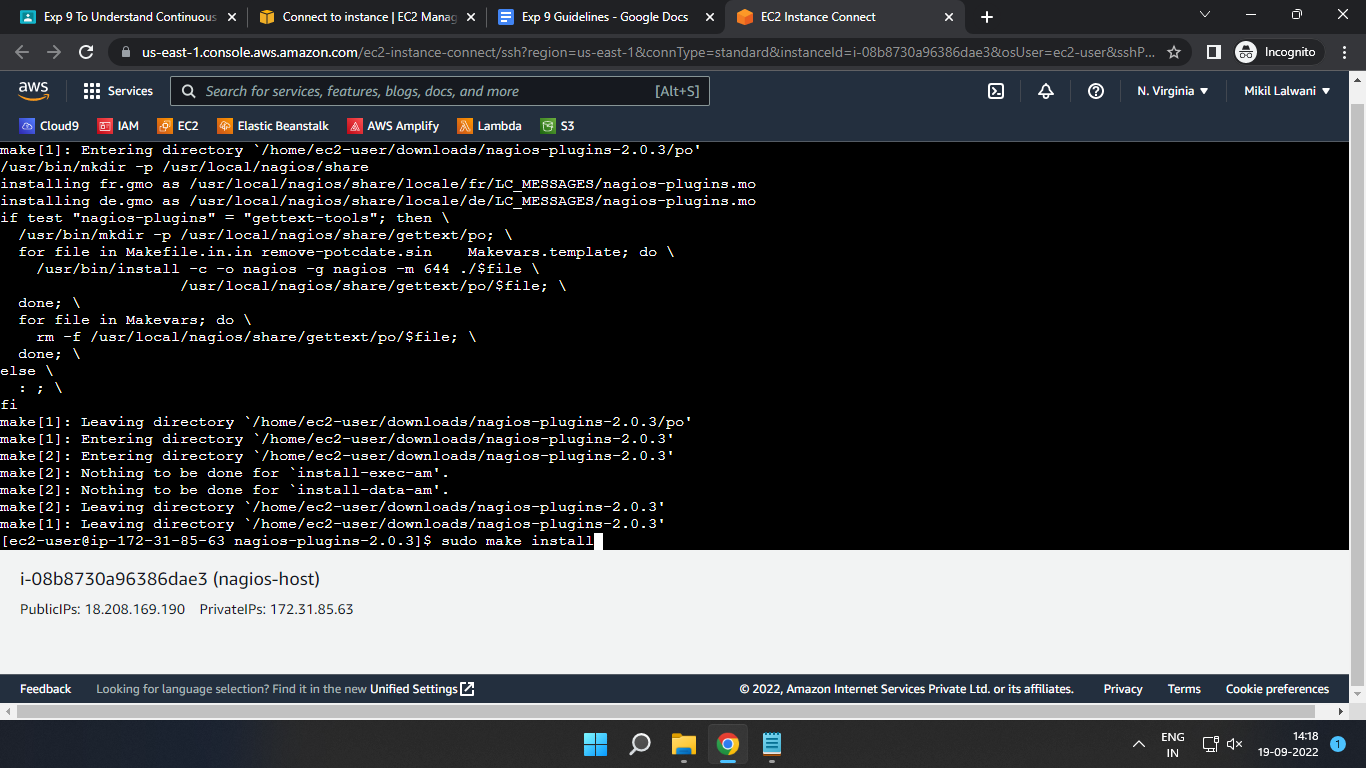 Exp 9 To Understand Continuous
Connect to instance | EC2 Manag
Exp 9 Guidelines - Google Docs
EC2 Instance Connect
us-east-1.console.aws.amazon.com/ec2-instance-connect/ssh?region=us-east-1&connType=standard&instanceId=i-08b8730a96386dae3&osUser=ec2-user&sshP...
Incognito
aws
Services
Search for services, features, blogs, docs, and more
[Alt+S]
N. Virginia
Mikil Lalwani
Cloud9
IAM
EC2
Elastic Beanstalk
AWS Amplify
Lambda
S3
make[1]: Entering directory `/home/ec2-user/downloads/nagios-plugins-2.0.3/po'
/usr/bin/mkdir -p /usr/local/nagios/share
installing fr.gmo as /usr/local/nagios/share/locale/fr/LC_MESSAGES/nagios-plugins.mo
installing de.gmo as /usr/local/nagios/share/locale/de/LC_MESSAGES/nagios-plugins.mo
if test "nagios-plugins" = "gettext-tools"; then \
  /usr/bin/mkdir -p /usr/local/nagios/share/gettext/po; \
  for file in Makefile.in.in remove-potcdate.sin    Makevars.template; do \
    /usr/bin/install -c -o nagios -g nagios -m 644 ./$file \
                    /usr/local/nagios/share/gettext/po/$file; \
  done; \
  for file in Makevars; do \
    rm -f /usr/local/nagios/share/gettext/po/$file; \
  done; \
else \
  : ; \
fi
make[1]: Leaving directory `/home/ec2-user/downloads/nagios-plugins-2.0.3/po'
make[1]: Entering directory `/home/ec2-user/downloads/nagios-plugins-2.0.3'
make[2]: Entering directory `/home/ec2-user/downloads/nagios-plugins-2.0.3'
make[2]: Nothing to be done for `install-exec-am'.
make[2]: Nothing to be done for `install-data-am'.
make[2]: Leaving directory `/home/ec2-user/downloads/nagios-plugins-2.0.3'
make[1]: Leaving directory `/home/ec2-user/downloads/nagios-plugins-2.0.3'
[ec2-user@ip-172-31-85-63 nagios-plugins-2.0.3]$ sudo make install
i-08b8730a96386dae3 (nagios-host)
PublicIPs: 18.208.169.190 PrivateIPs: 172.31.85.63
Feedback
Looking for language selection? Find it in the new Unified Settings
© 2022, Amazon Internet Services Private Ltd. or its affiliates.
Privacy
Terms
Cookie preferences
ENG
IN
14:18
19-09-2022
1